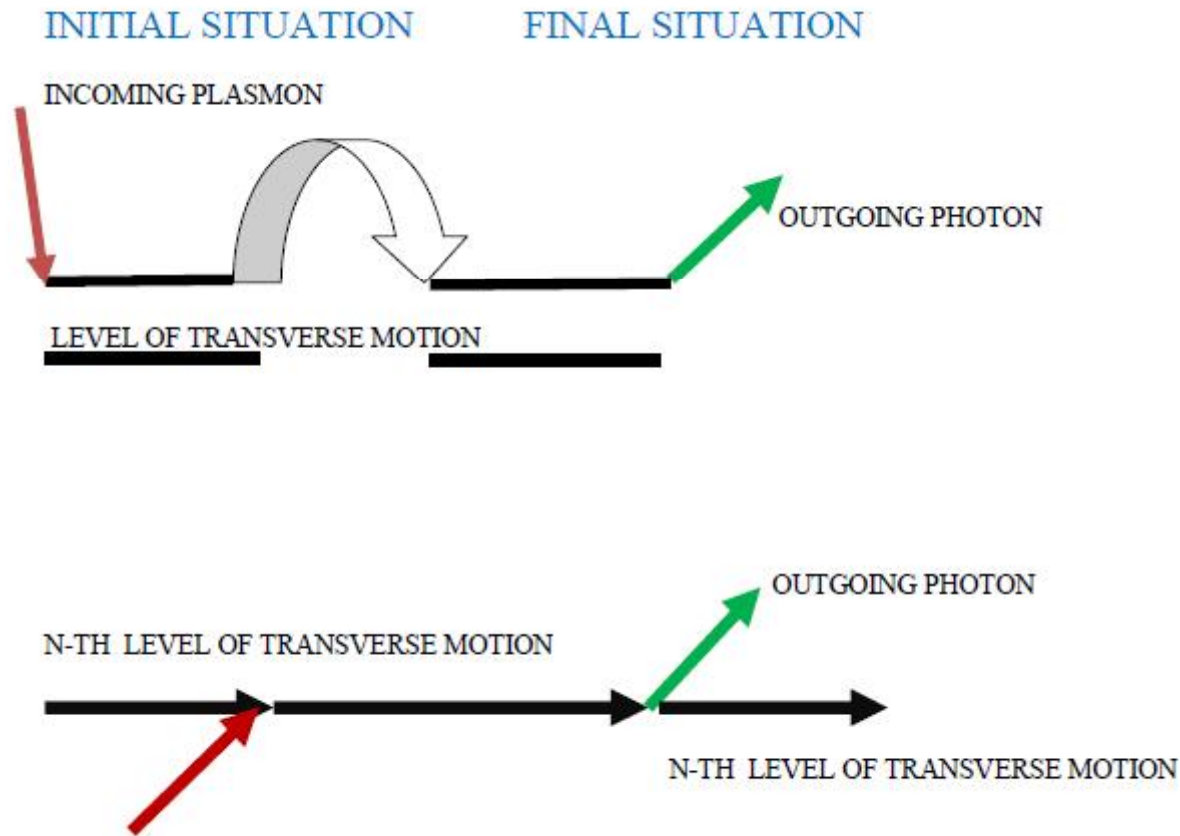 INITIAL SITUATION
FINAL SITUATION
INCOMING PLASMON
OUTGOING PHOTON
LEVEL OF TRANSVERSE MOTION
OUTGOING PHOTON
N-TH LEVEL OF TRANSVERSE MOTION
N-TH LEVEL OF TRANSVERSE MOTION